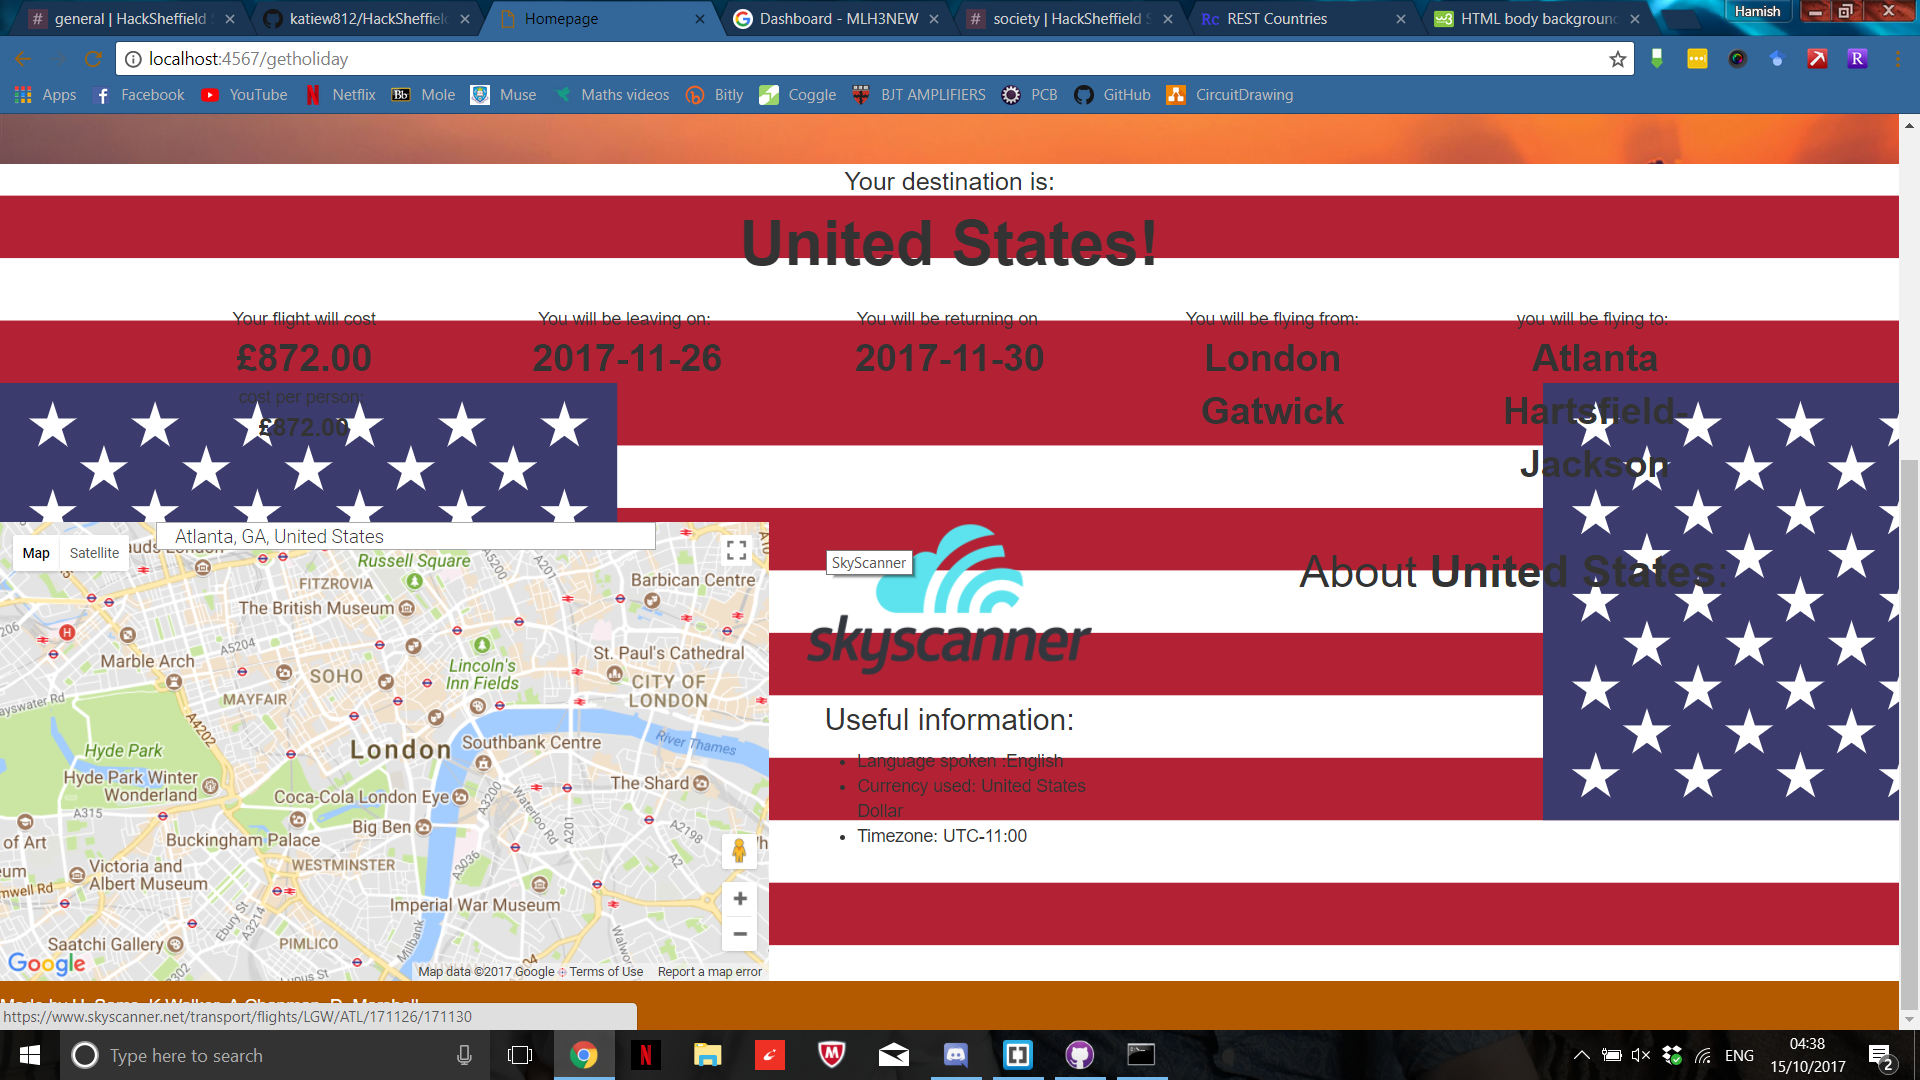 general | HackSheffield
katiew812/HackSheffield
Homepage
Dashboard - MLH3NEW
society | HackSheffield
REST Countries
HTML body background
Hamish
localhost:4567/getholiday
Apps
Facebook
YouTube
Netflix
Mole
Muse
Maths videos
Bitly
Coggle
BJT AMPLIFIERS
PCB
GitHub
CircuitDrawing
Your destination is:
United States!
Your flight will cost
£872.00
cost per person:
£872.00
You will be leaving on:
2017-11-26
You will be returning on
2017-11-30
You will be flying from:
London
Gatwick
you will be flying to:
Atlanta
Hartsfield-
Jackson
Map
Satellite
Atlanta, GA, United States
Russell Square
FITZROVIA
Barbican Centre
The British Museum
A5200
A5204
Marble Arch
SOHO
Lincoln's
Inn Fields
St. Paul's Cathedral
CITY OF
LONDON
MAYFAIR
A4202
Hyde Park
London
Southbank Centre
River Thames
Hyde Park Winter
Wonderland
The Shard
Coca-Cola London Eye
A3200
Waterloo Rd
A201
A315
Big Ben
A2198
of Art
Buckingham Palace
A3036
WESTMINSTER
Victoria and
Albert Museum
Imperial War Museum
Ebury St
A3214
Millbank
Saatchi Gallery
PIMLICO
A302
Google
Map data ©2017 Google
Terms of Use
Report a map error
SkyScanner
skyscanner
Useful information:
Language spoken :English
Currency used: United States
Dollar
Timezone: UTC-11:00
About United States:
https://www.skyscanner.net/transport/flights/LGW/ATL/171126/171130
Type here to search
ENG
04:38
15/10/2017
2